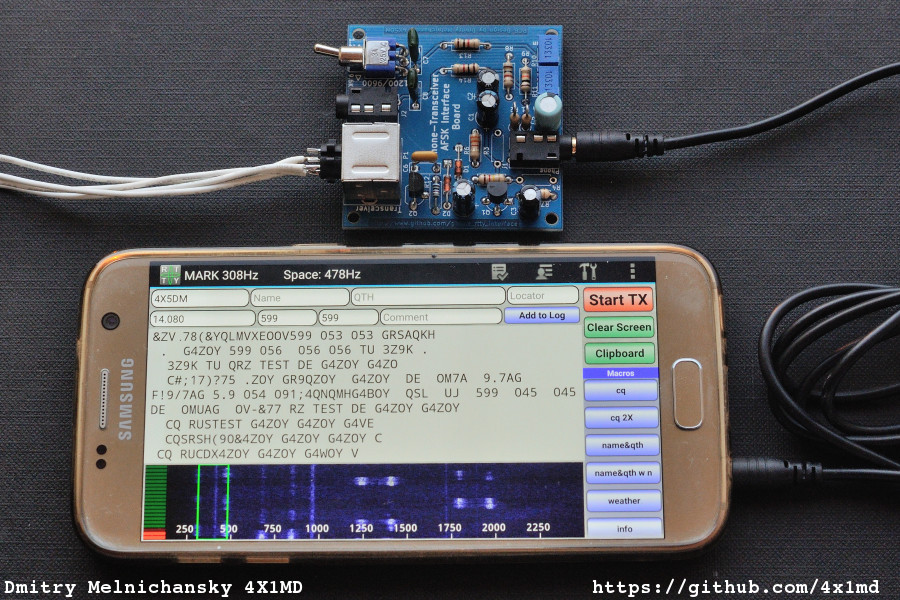 1200/9600
Phone-Transceiver
AFSK Interface
Board
Phone
Transceiver
SAMSUNG
RT
TY
MARK 308Hz Space: 478Hz
4X5DM Name QTH Locator
14.080 599 599 Comment Add to Log
Start TX
Clear Screen
Clipboard
Macros
cq
cq 2X
name&qth
name&qth w n
weather
info
&ZV.78(&YQLMVXEOOV599 053 053 GRSAQKH
. G4ZOY 599 056 056 056 TU 3Z9K .
3Z9K TU QRZ TEST DE G4ZOY G4ZO
C#;17)?75 .ZOY GR9QZOY G4ZOY DE OM7A 9.7AG
F!9/7AG 5.9 054 091;4QNQMHG4BOY QSL UJ 599 045 045
DE OMUAG OV-&77 RZ TEST DE G4ZOY G4ZOY
CQ RUSTEST G4ZOY G4ZOY G4VE
CQSRSH(90&4ZOY G4ZOY G4ZOY C
CQ RUCDX4ZOY G4ZOY G4WOY V
250 500 750 1000 1250 1500 1750 2000 2250
Dmitry Melnichansky 4X1MD
https://github.com/4x1md